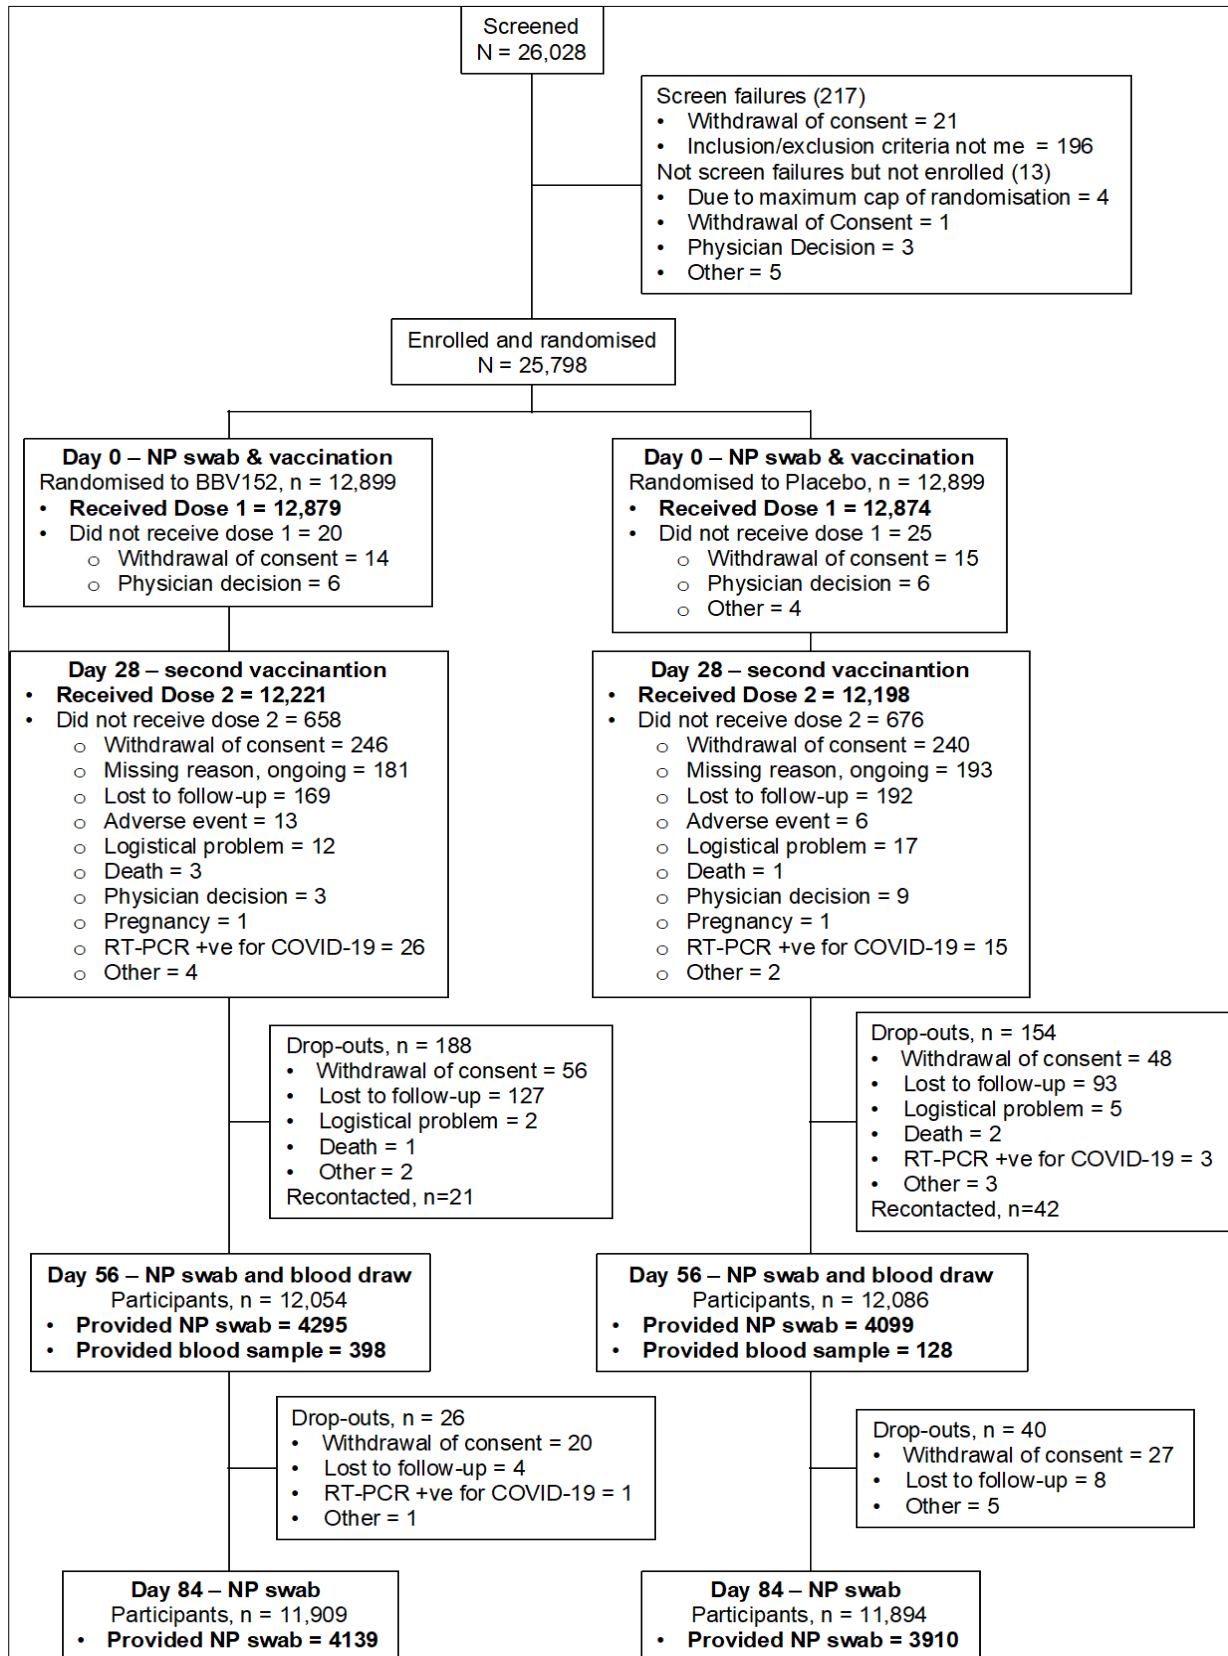 Screened
N = 26,028
Screen failures (217)
• Withdrawal of consent = 21
• Inclusion/exclusion criteria not me = 196
Not screen failures but not enrolled (13)
• Due to maximum cap of randomisation = 4
• Withdrawal of Consent = 1
• Physician Decision = 3
• Other = 5
Enrolled and randomised
N = 25,798
Day 0 – NP swab & vaccination
Randomised to BBV152, n = 12,899
• Received Dose 1 = 12,879
• Did not receive dose 1 = 20
o Withdrawal of consent = 14
o Physician decision = 6
Day 0 – NP swab & vaccination
Randomised to Placebo, n = 12,899
• Received Dose 1 = 12,874
• Did not receive dose 1 = 25
o Withdrawal of consent = 15
o Physician decision = 6
o Other = 4
Day 28 – second vaccinantion
• Received Dose 2 = 12,221
• Did not receive dose 2 = 658
o Withdrawal of consent = 246
o Missing reason, ongoing = 181
o Lost to follow-up = 169
o Adverse event = 13
o Logistical problem = 12
o Death = 3
o Physician decision = 3
o Pregnancy = 1
o RT-PCR +ve for COVID-19 = 26
o Other = 4
Day 28 – second vaccinantion
• Received Dose 2 = 12,198
• Did not receive dose 2 = 676
o Withdrawal of consent = 240
o Missing reason, ongoing = 193
o Lost to follow-up = 192
o Adverse event = 6
o Logistical problem = 17
o Death = 1
o Physician decision = 9
o Pregnancy = 1
o RT-PCR +ve for COVID-19 = 15
o Other = 2
Drop-outs, n = 188
• Withdrawal of consent = 56
• Lost to follow-up = 127
• Logistical problem = 2
• Death = 1
• Other = 2
Recontacted, n=21
Drop-outs, n = 154
• Withdrawal of consent = 48
• Lost to follow-up = 93
• Logistical problem = 5
• Death = 2
• RT-PCR +ve for COVID-19 = 3
• Other = 3
Recontacted, n=42
Day 56 – NP swab and blood draw
Participants, n = 12,054
• Provided NP swab = 4295
• Provided blood sample = 398
Day 56 – NP swab and blood draw
Participants, n = 12,086
• Provided NP swab = 4099
• Provided blood sample = 128
Drop-outs, n = 26
• Withdrawal of consent = 20
• Lost to follow-up = 4
• RT-PCR +ve for COVID-19 = 1
• Other = 1
Drop-outs, n = 40
• Withdrawal of consent = 27
• Lost to follow-up = 8
• Other = 5
Day 84 – NP swab
Participants, n = 11,909
• Provided NP swab = 4139
Day 84 – NP swab
Participants, n = 11,894
• Provided NP swab = 3910